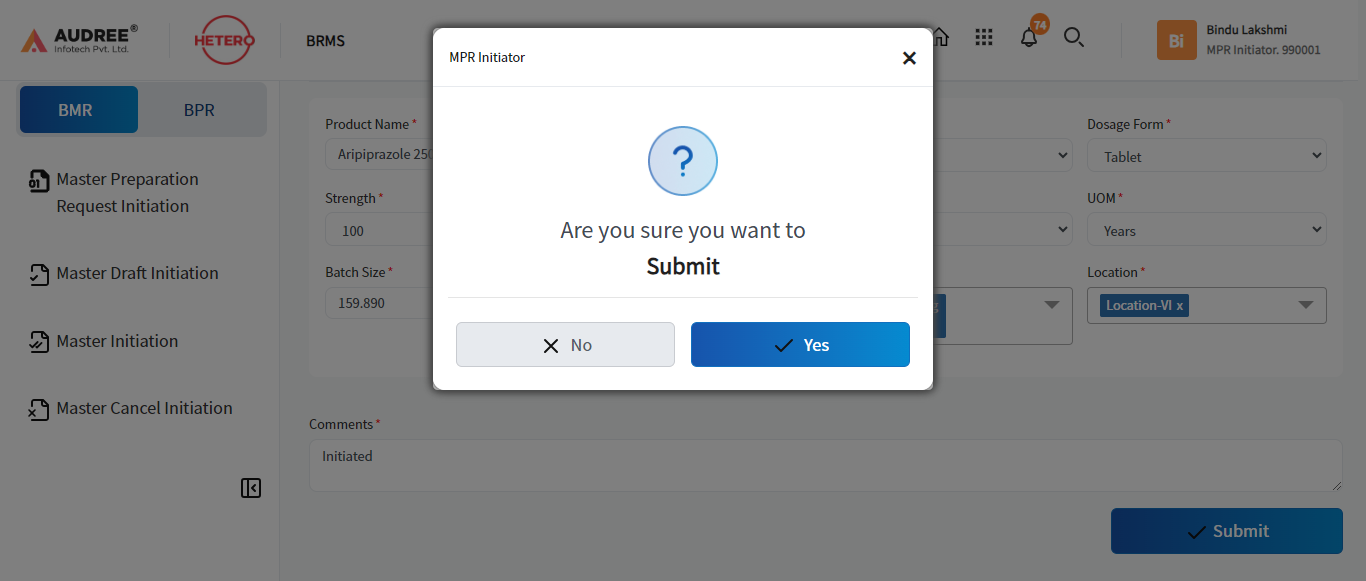 AUDREE®
Infotech Pvt. Ltd.
HETERO
BRMS
74
Bi
Bindu Lakshmi
MPR Initiator. 990001
BMR
BPR
Master Preparation
Request Initiation
Master Draft Initiation
Master Initiation
Master Cancel Initiation
MPR Initiator
Are you sure you want to
Submit
No
Yes
Product Name *
Aripiprazole
Dosage Form *
Tablet
Strength *
100
UOM *
Years
Batch Size *
159.890
Location *
Location-VI x
Comments *
Initiated
Submit